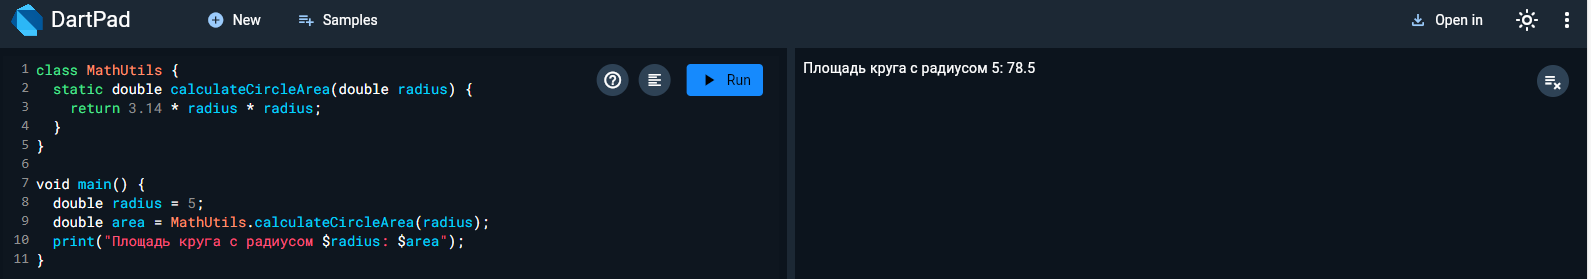 DartPad
New
Samples
Open in
1 class MathUtils {
2   static double calculateCircleArea(double radius) {
3     return 3.14 * radius * radius;
4   }
5 }
6
7 void main() {
8   double radius = 5;
9   double area = MathUtils.calculateCircleArea(radius);
10   print("Площадь круга с радиусом $radius: $area");
11 }
Run
Площадь круга с радиусом 5: 78.5